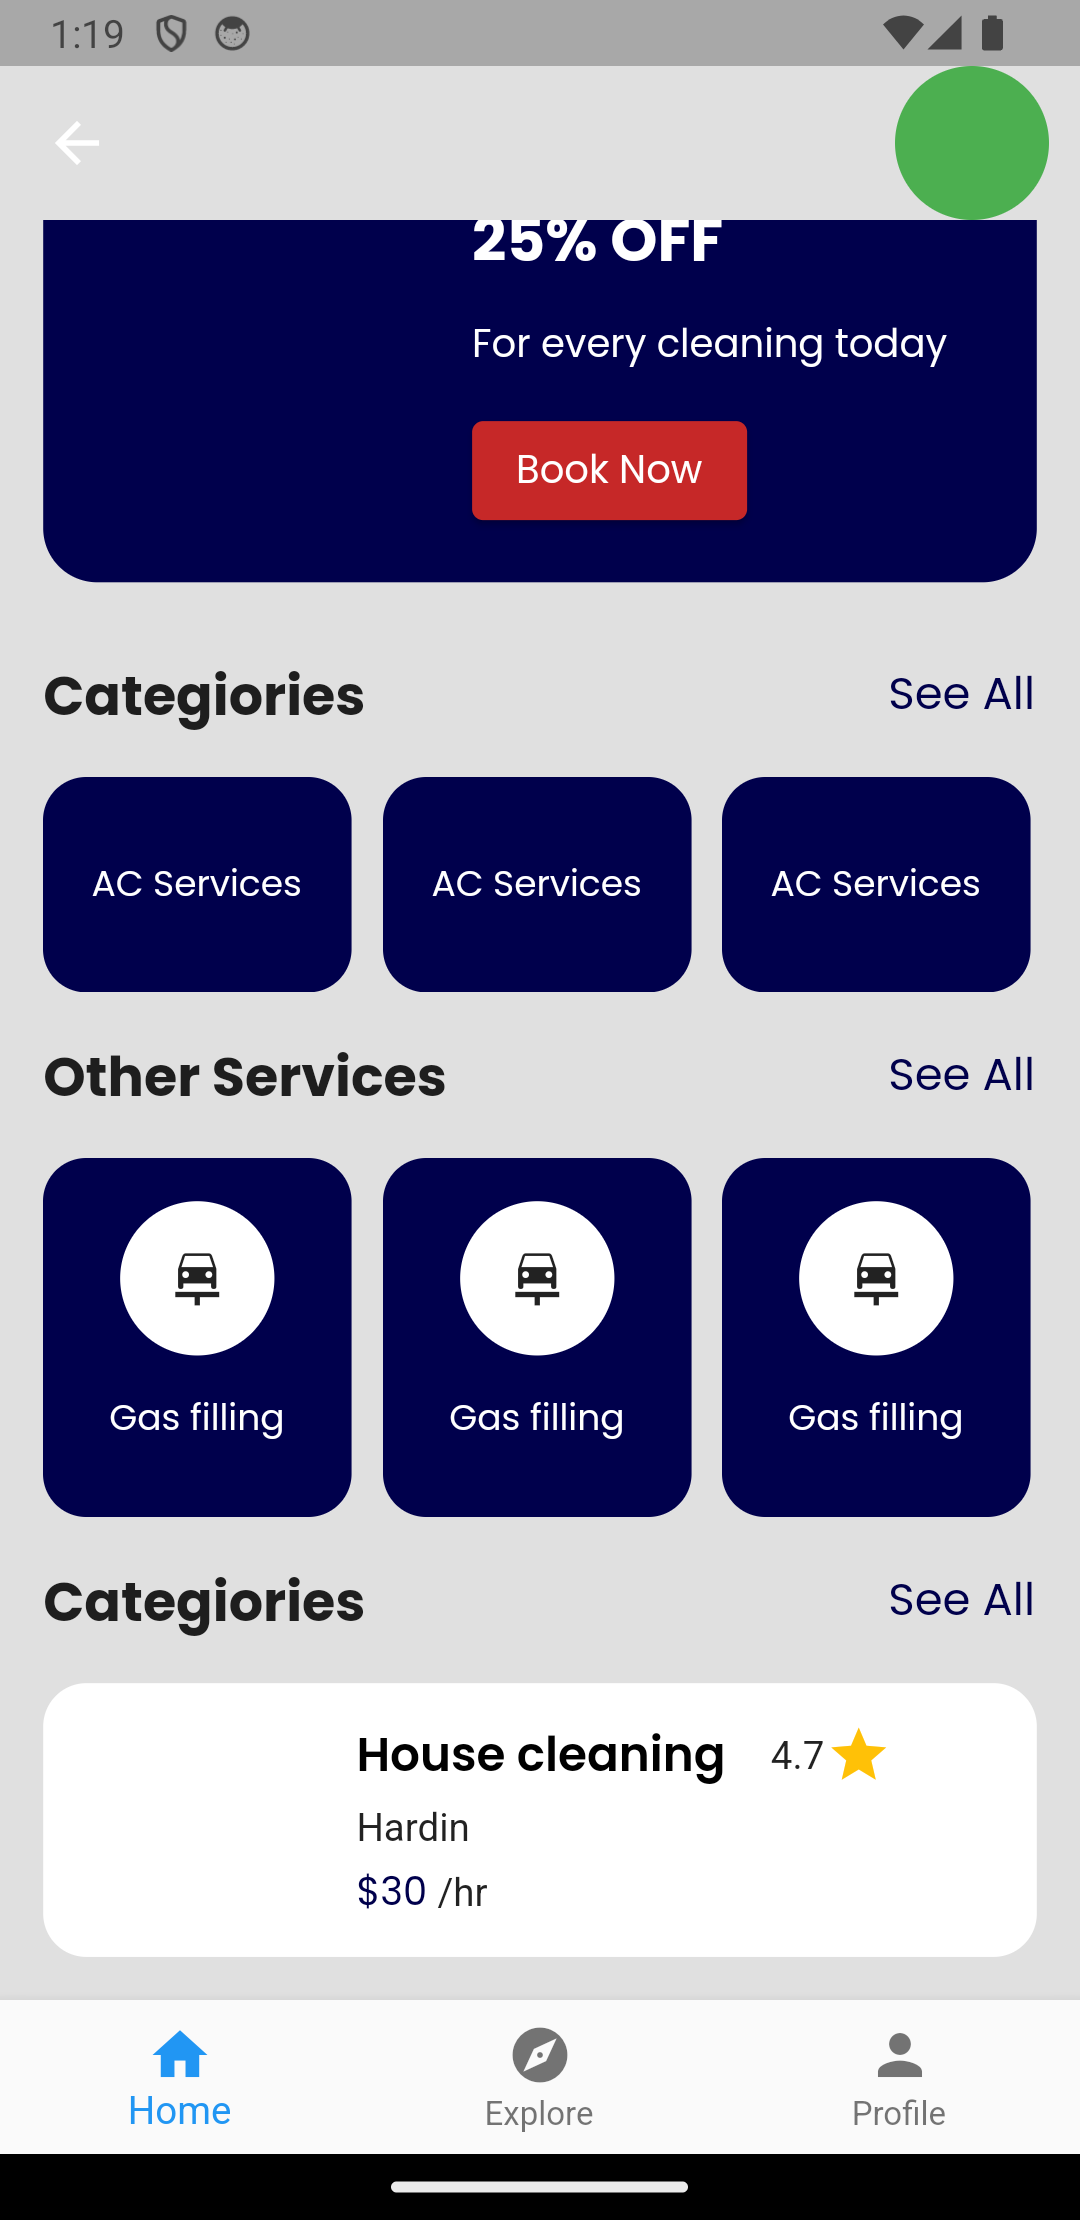 1:19
25% OFF
For every cleaning today
Book Now
Categiories See All
AC Services AC Services AC Services
Other Services See All
Gas filling Gas filling Gas filling
Categiories See All
House cleaning 4.7
Hardin
$30 /hr
Home Explore Profile